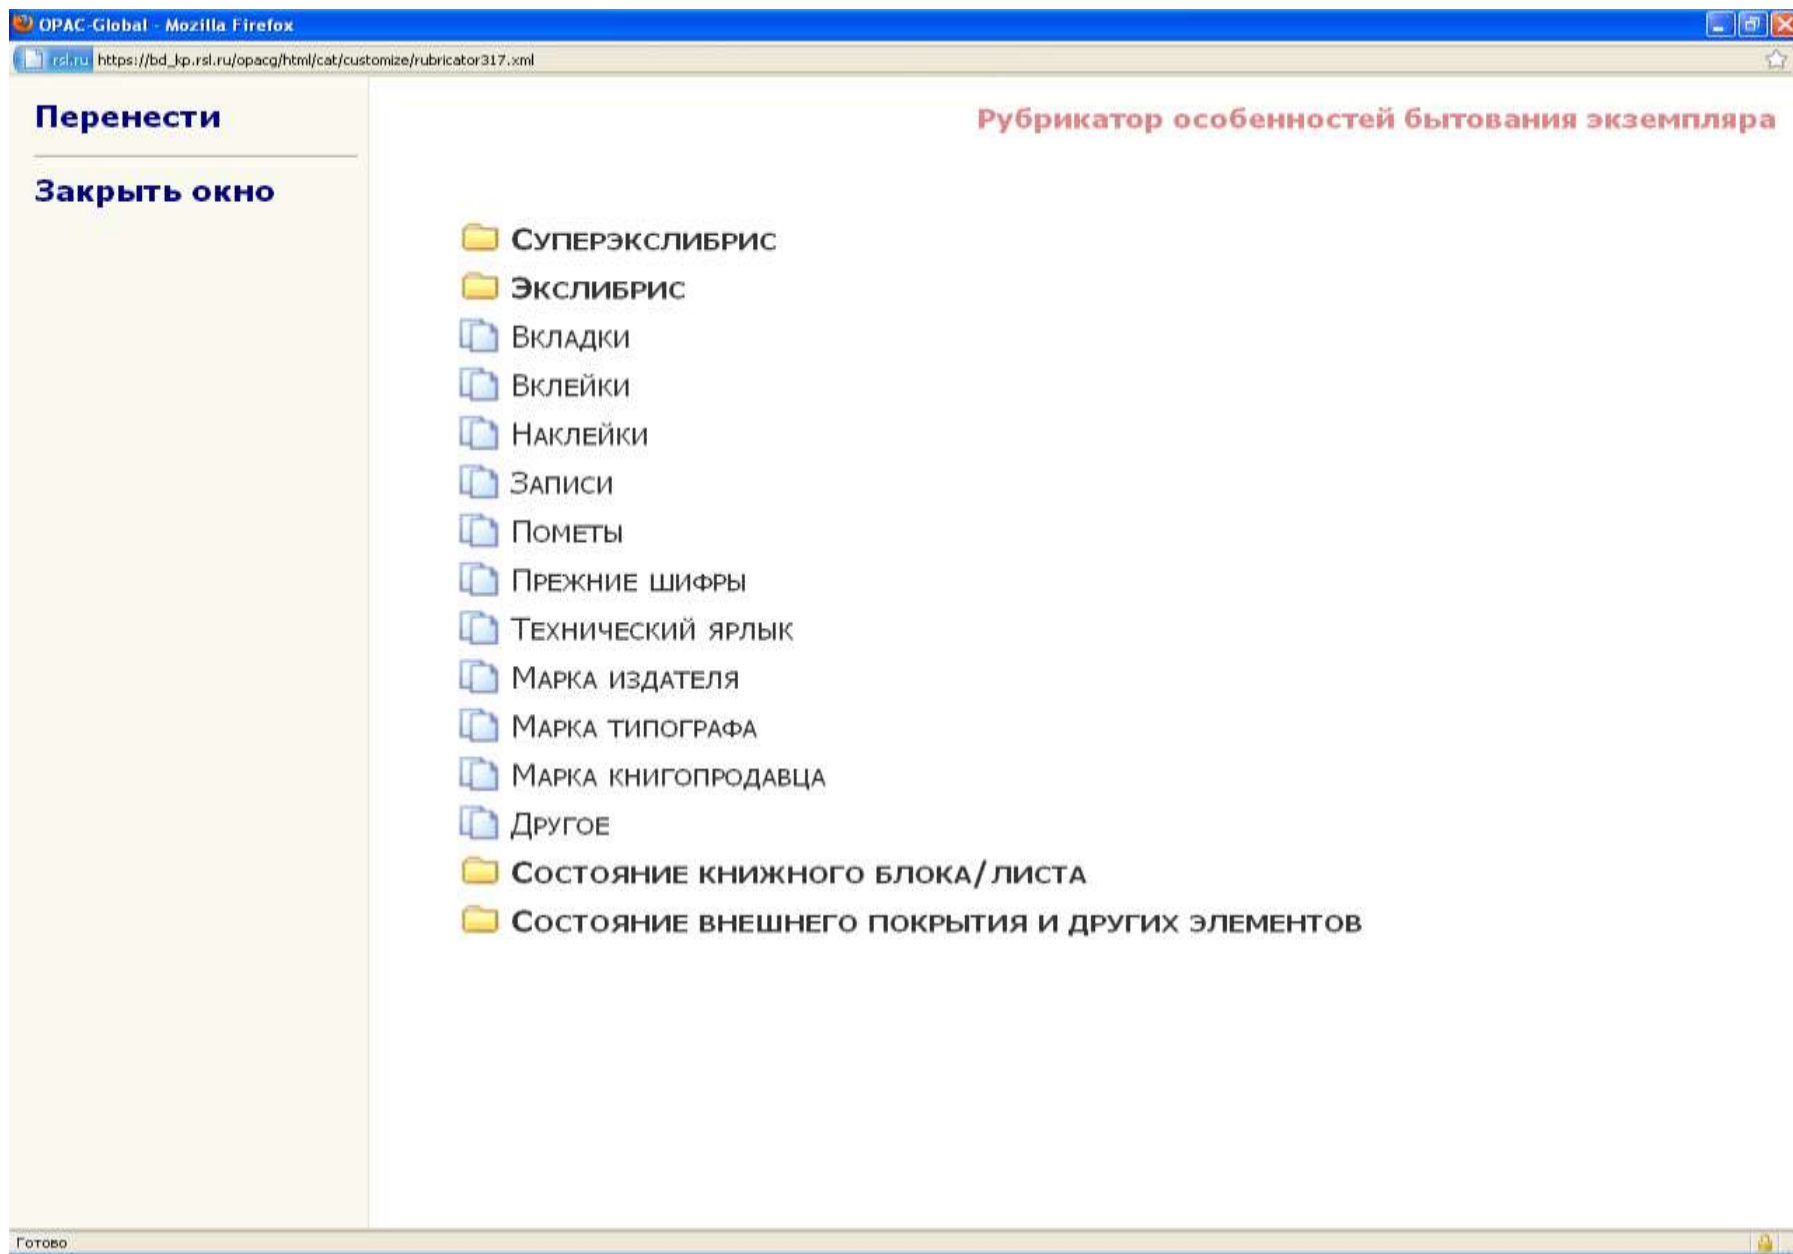 OPAC-Global - Mozilla Firefox
rsl.ru https://bd_kp.rsl.ru/opacg/html/cat/customize/rubricator317.xml
Перенести
Рубрикатор особенностей бытования экземпляра
Закрыть окно
Суперэкслибрис
Экслибрис
Вкладки
Вклейки
Наклейки
Записи
Пометы
Прежние шифры
Технический ярлык
Марка издателя
Марка типографа
Марка книгопродавца
Другое
Состояние книжного блока/листа
Состояние внешнего покрытия и других элементов
Готово